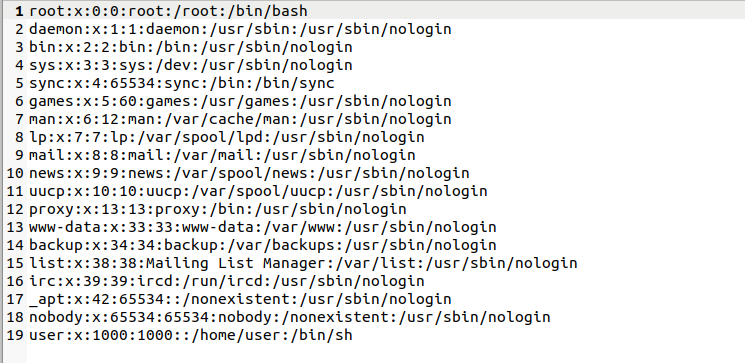 1 root:x:0:0:root:/root:/bin/bash
2 daemon:x:1:1:daemon:/usr/sbin:/usr/sbin/nologin
3 bin:x:2:2:bin:/bin:/usr/sbin/nologin
4 sys:x:3:3:sys:/dev:/usr/sbin/nologin
5 sync:x:4:65534:sync:/bin:/bin/sync
6 games:x:5:60:games:/usr/games:/usr/sbin/nologin
7 man:x:6:12:man:/var/cache/man:/usr/sbin/nologin
8 lp:x:7:7:lp:/var/spool/lpd:/usr/sbin/nologin
9 mail:x:8:8:mail:/var/mail:/usr/sbin/nologin
10 news:x:9:9:news:/var/spool/news:/usr/sbin/nologin
11 uucp:x:10:10:uucp:/var/spool/uucp:/usr/sbin/nologin
12 proxy:x:13:13:proxy:/bin:/usr/sbin/nologin
13 www-data:x:33:33:www-data:/var/www:/usr/sbin/nologin
14 backup:x:34:34:backup:/var/backups:/usr/sbin/nologin
15 list:x:38:38:Mailing List Manager:/var/list:/usr/sbin/nologin
16 irc:x:39:39:ircd:/run/ircd:/usr/sbin/nologin
17 _apt:x:42:65534::/nonexistent:/usr/sbin/nologin
18 nobody:x:65534:65534:nobody:/nonexistent:/usr/sbin/nologin
19 user:x:1000:1000::/home/user:/bin/sh